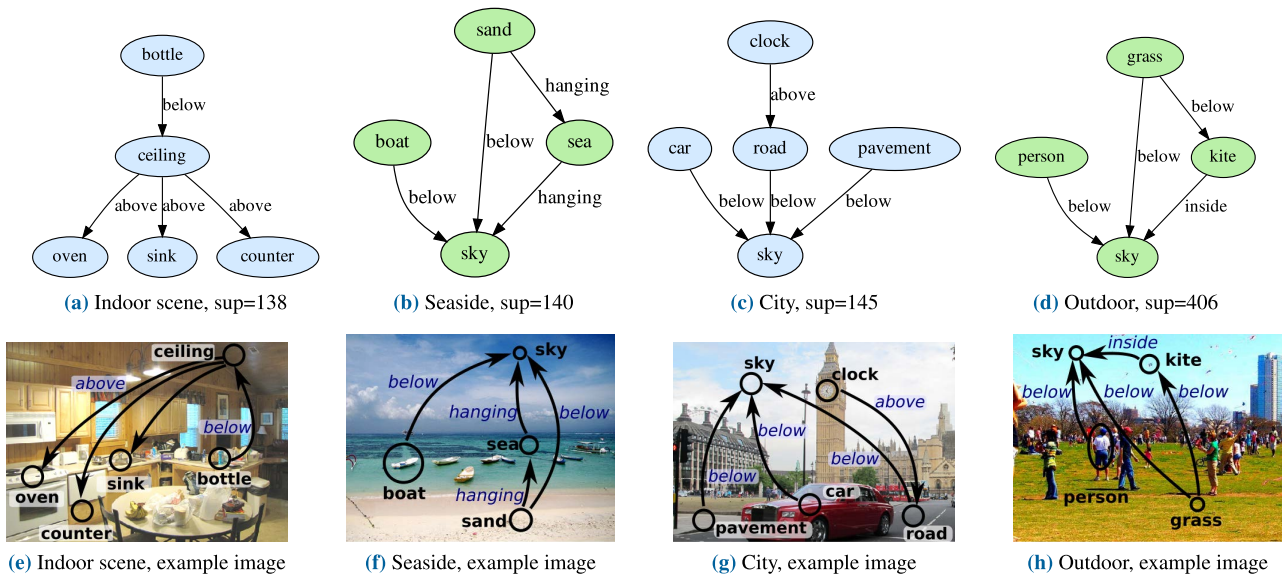 bottle
below
ceiling
above above above
oven sink counter
(a) Indoor scene, sup=138
sand
hanging
boat below sea
below hanging
sky
(b) Seaside, sup=140
clock
above
car road pavement
below below below
sky
(c) City, sup=145
grass
below
person below kite
below inside
sky
(d) Outdoor, sup=406
ceiling
above
below
oven sink bottle
counter
(e) Indoor scene, example image
sky
below
hanging below
sea
boat
hanging
sand
(f) Seaside, example image
sky clock
above
below
below below
car
pavement road
(g) City, example image
inside
sky kite
below below below
person
grass
(h) Outdoor, example image